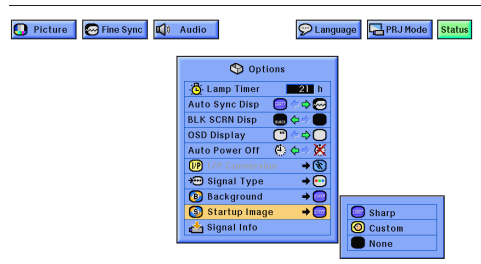 Picture Fine Sync Audio Language PRJ Mode Status
Options
Lamp Timer 21 h
Auto Sync Disp
BLK SCRN Disp BLACK
OSD Display
Auto Power Off
I/P
Signal Type
B Background
S Startup Image
Signal Info
Sharp
Custom
None